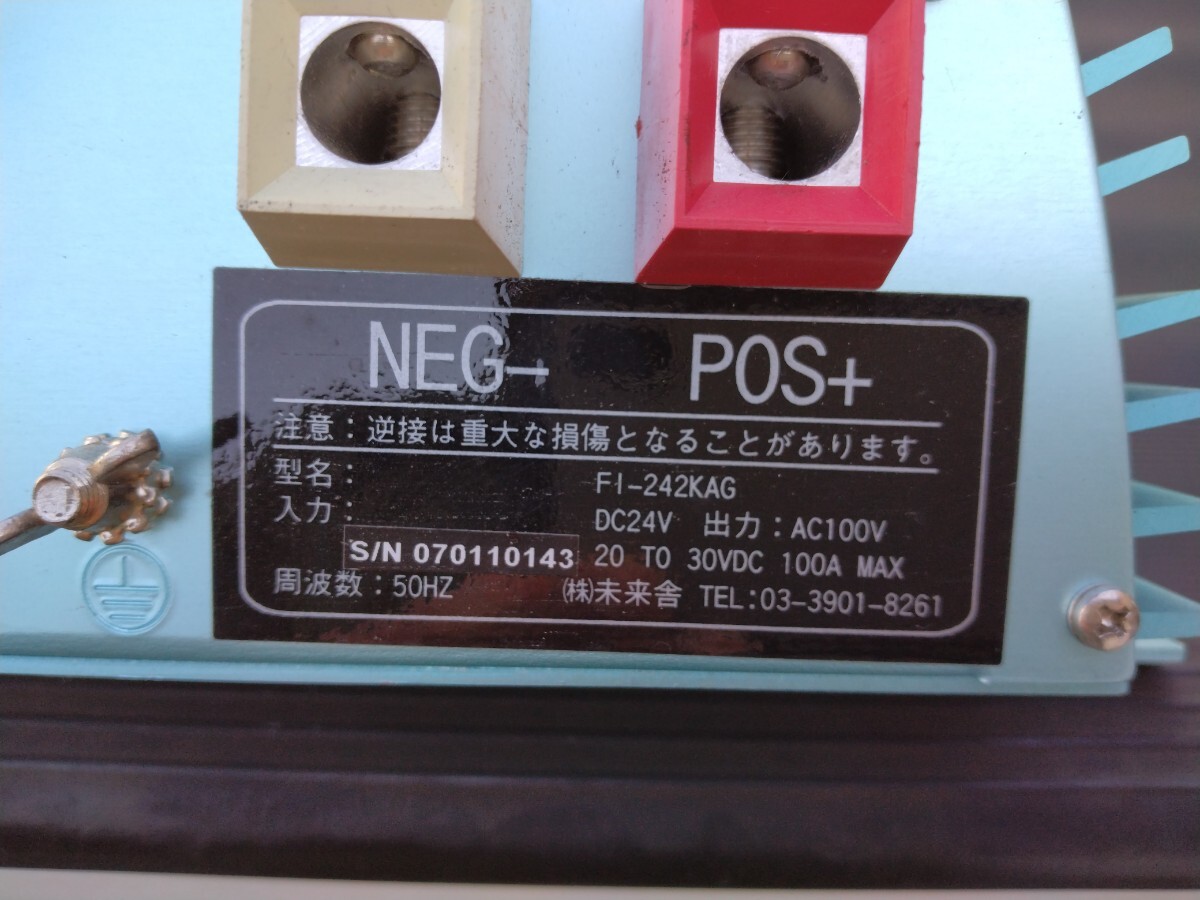 NEG− POS+
注意：逆接は重大な損傷となることがあります。
型名： FI-242KAG
入力： DC24V 出力：AC100V
S/N 070110143 20 TO 30VDC 100A MAX
周波数：50HZ ㈱未来舎 TEL:03-3901-8261